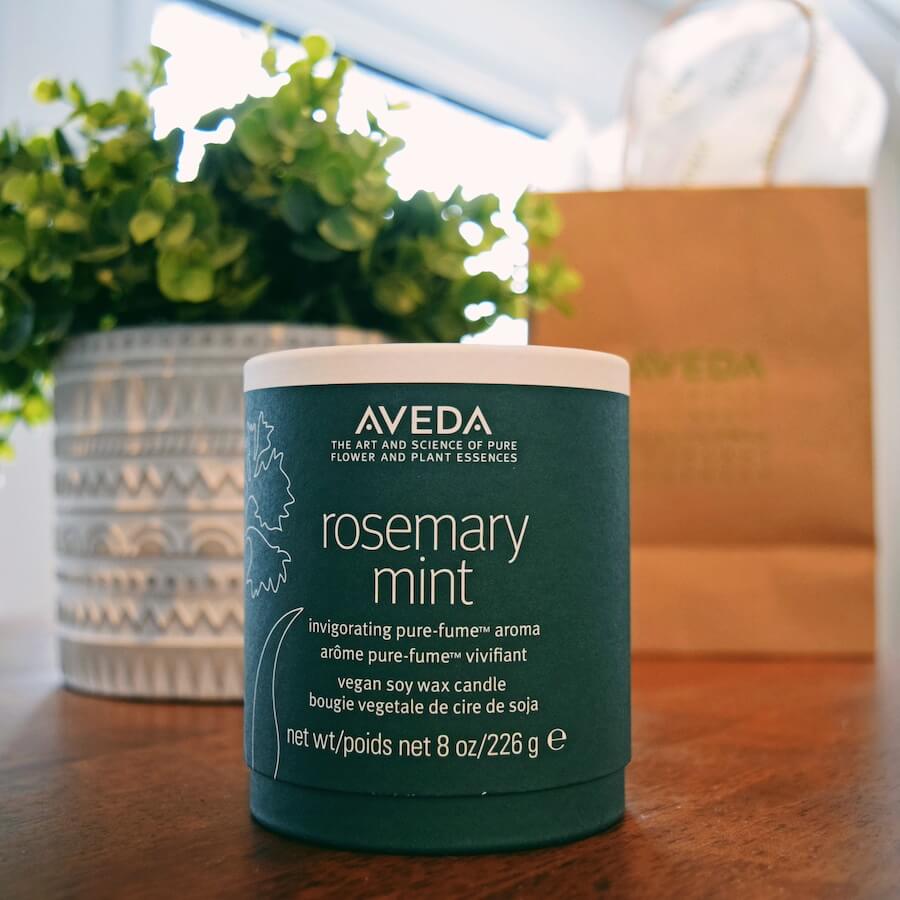 AVEDA
THE ART AND SCIENCE OF PURE
FLOWER AND PLANT ESSENCES
rosemary
mint
invigorating pure-fume™ aroma
arôme pure-fume™ vivifiant
vegan soy wax candle
bougie vegetale de cire de soja
net wt/poids net 8 oz/226 g ℮
AVEDA